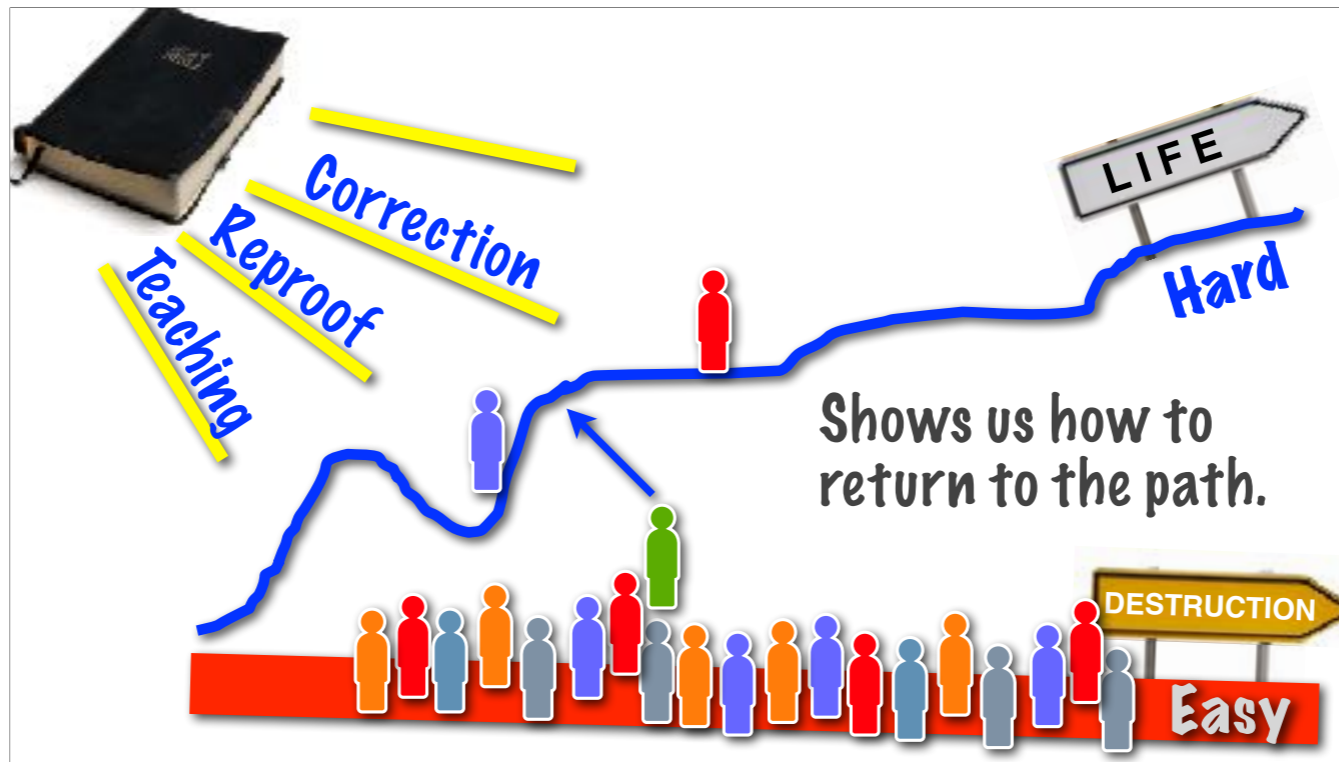 Correction
Reproof
Teaching
LIFE
Hard
Shows us how to
return to the path.
DESTRUCTION
Easy